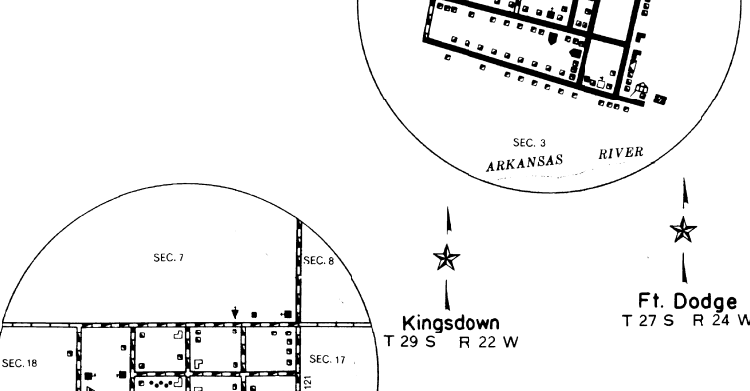 SEC. 3
ARKANSAS RIVER
SEC. 7
SEC. 8
Ft. Dodge
T 27 S R 24 W
Kingsdown
T 29 S R 22 W
SEC. 18
SEC. 17
121